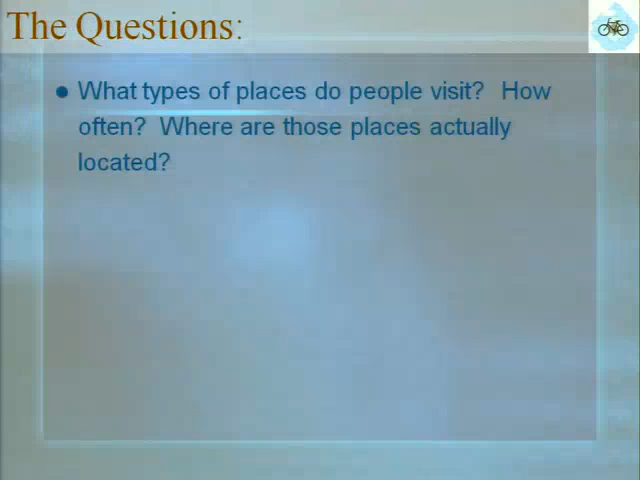 The Questions:
• What types of places do people visit?  How
often?  Where are those places actually
located?